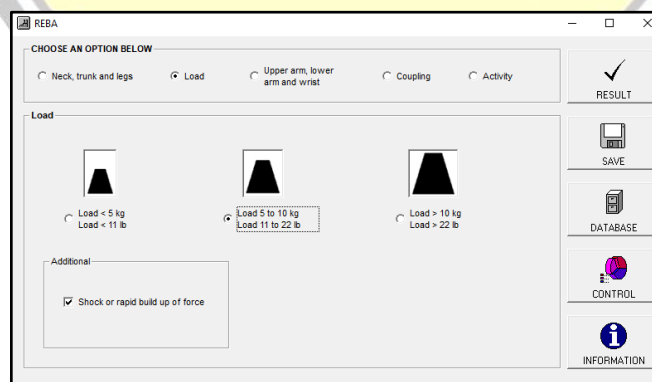 REBA
CHOOSE AN OPTION BELOW
Neck, trunk and legs
Load
Upper arm, lower
arm and wrist
Coupling
Activity
RESULT
Load
Load < 5 kg
Load < 11 lb
Load 5 to 10 kg
Load 11 to 22 lb
Load > 10 kg
Load > 22 lb
SAVE
DATABASE
Additional
Shock or rapid build up of force
CONTROL
INFORMATION